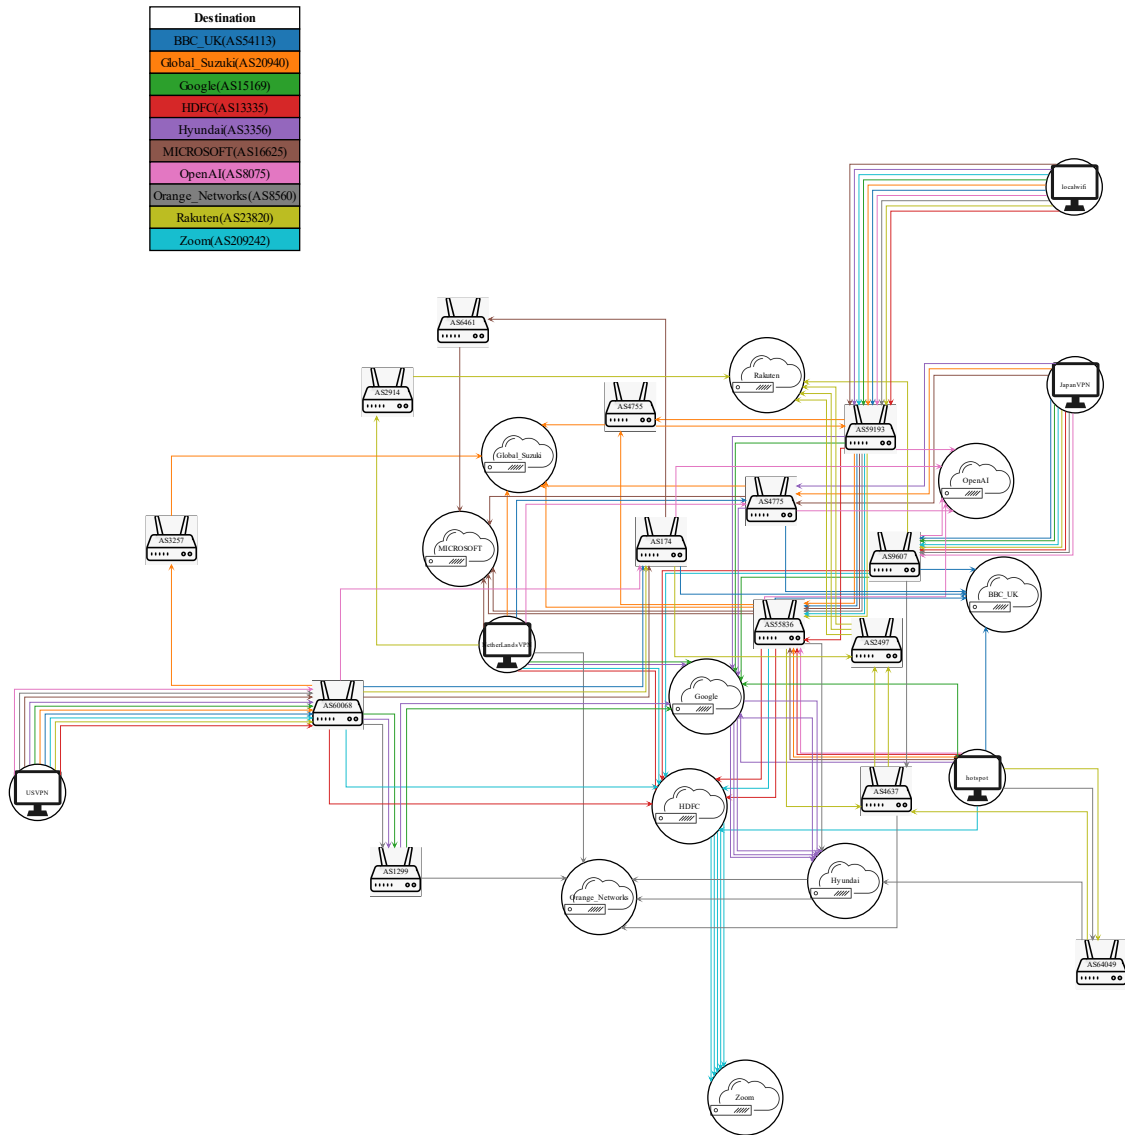 Destination
BBC_UK(AS54113)
Global_Suzuki(AS20940)
Google(AS15169)
HDFC(AS13335)
Hyundai(AS3356)
MICROSOFT(AS16625)
OpenAI(AS8075)
Orange_Networks(AS8560)
Rakuten(AS23820)
Zoom(AS209242)
localwifi
AS6461
Rakuten
JapanVPN
AS2914
AS4755
AS59193
Global_Suzuki
OpenAI
AS4775
AS3257
MICROSOFT
AS174
AS9607
BBC_UK
AS55836
NetherLandsVPN
AS2497
Google
AS60068
USVPN
hotspot
HDFC
AS4637
AS1299
Hyundai
Orange_Networks
AS64049
Zoom